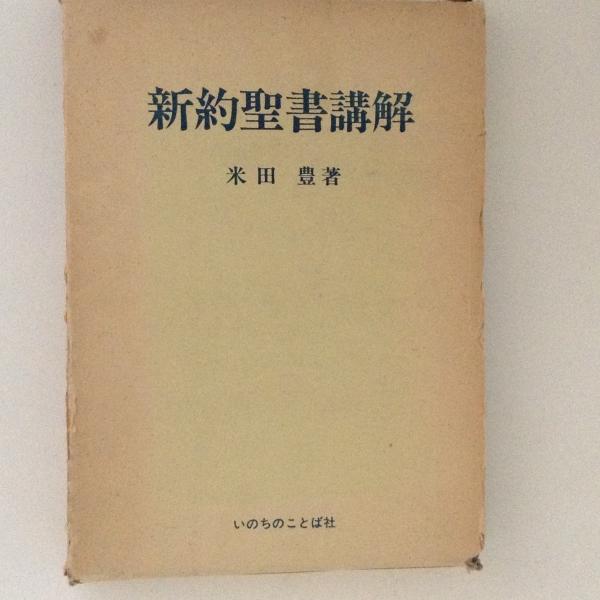 新約聖書講解
米田 豊著
いのちのことば社